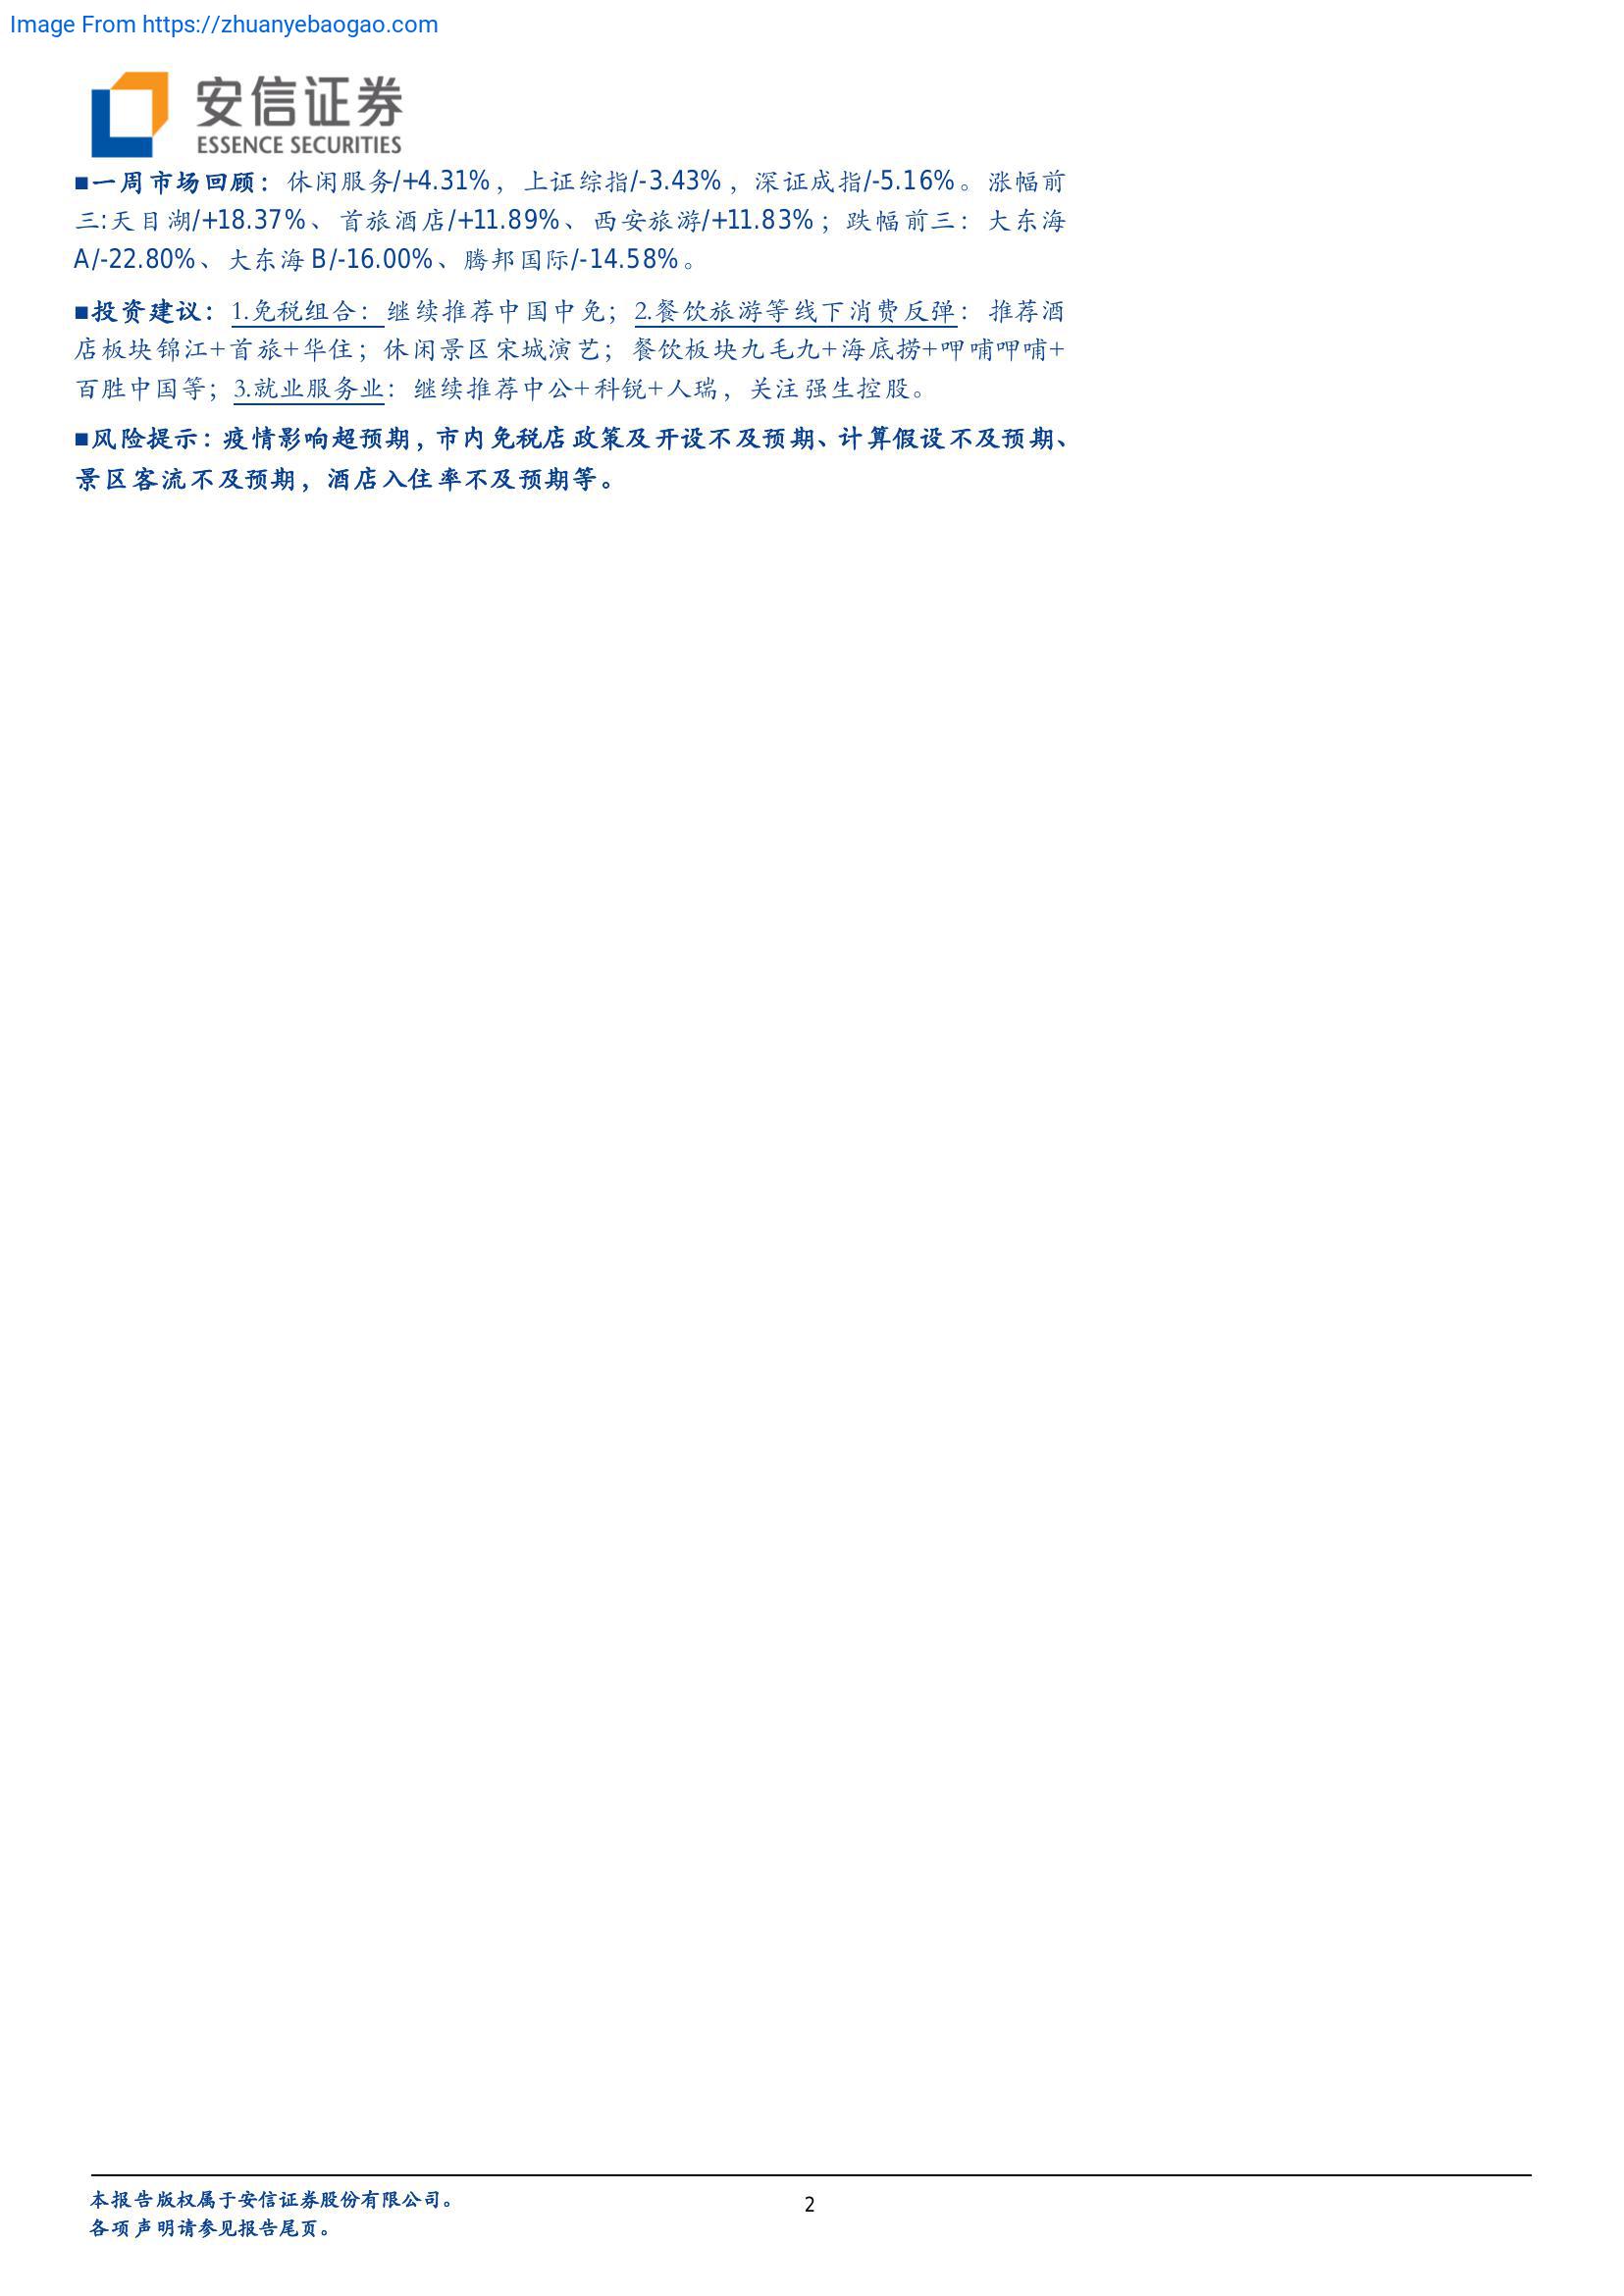 Image From https://zhuanyebaogao.com
安信证券
ESSENCE SECURITIES
■一周市场回顾：休闲服务/+4.31%，上证综指/-3.43%，深证成指/-5.16%。涨幅前
三:天目湖/+18.37%、首旅酒店/+11.89%、西安旅游/+11.83%；跌幅前三：大东海
A/-22.80%、大东海 B/-16.00%、腾邦国际/-14.58%。
■投资建议：1.免税组合：继续推荐中国中免；2.餐饮旅游等线下消费反弹：推荐酒
店板块锦江+首旅+华住；休闲景区宋城演艺；餐饮板块九毛九+海底捞+呷哺呷哺+
百胜中国等；3.就业服务业：继续推荐中公+科锐+人瑞，关注强生控股。
■风险提示：疫情影响超预期，市内免税店政策及开设不及预期、计算假设不及预期、
景区客流不及预期，酒店入住率不及预期等。
本报告版权属于安信证券股份有限公司。
各项声明请参见报告尾页。
2